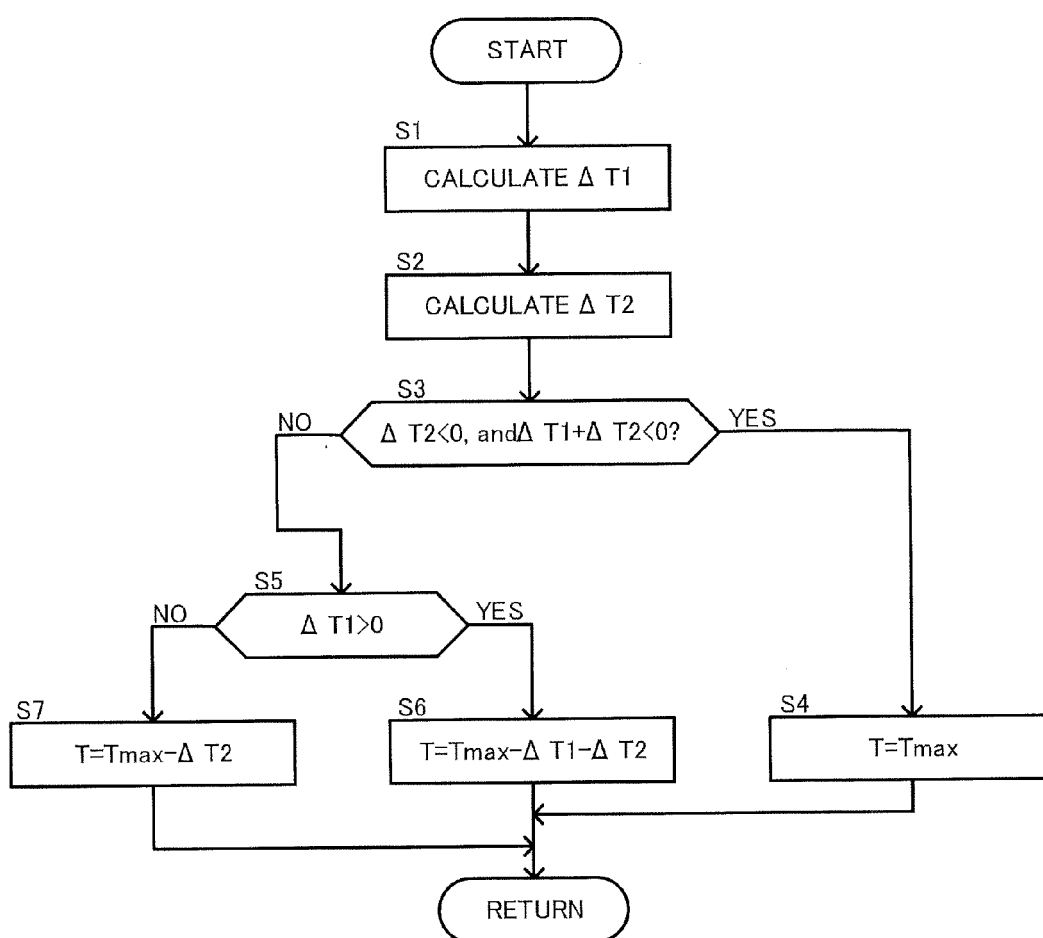 START
S1
CALCULATE Δ T1
S2
CALCULATE Δ T2
S3
Δ T2<0, andΔ T1+Δ T2<0?
NO
YES
S5
Δ T1>0
NO
YES
S7
T=Tmax-Δ T2
S6
T=Tmax-Δ T1-Δ T2
S4
T=Tmax
RETURN